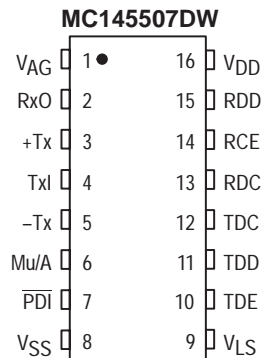 MC145507DW
VAG 1 16 VDD
RxO 2 15 RDD
+Tx 3 14 RCE
TxI 4 13 RDC
–Tx 5 12 TDC
Mu/A 6 11 TDD
PDI 7 10 TDE
VSS 8 9 VLS